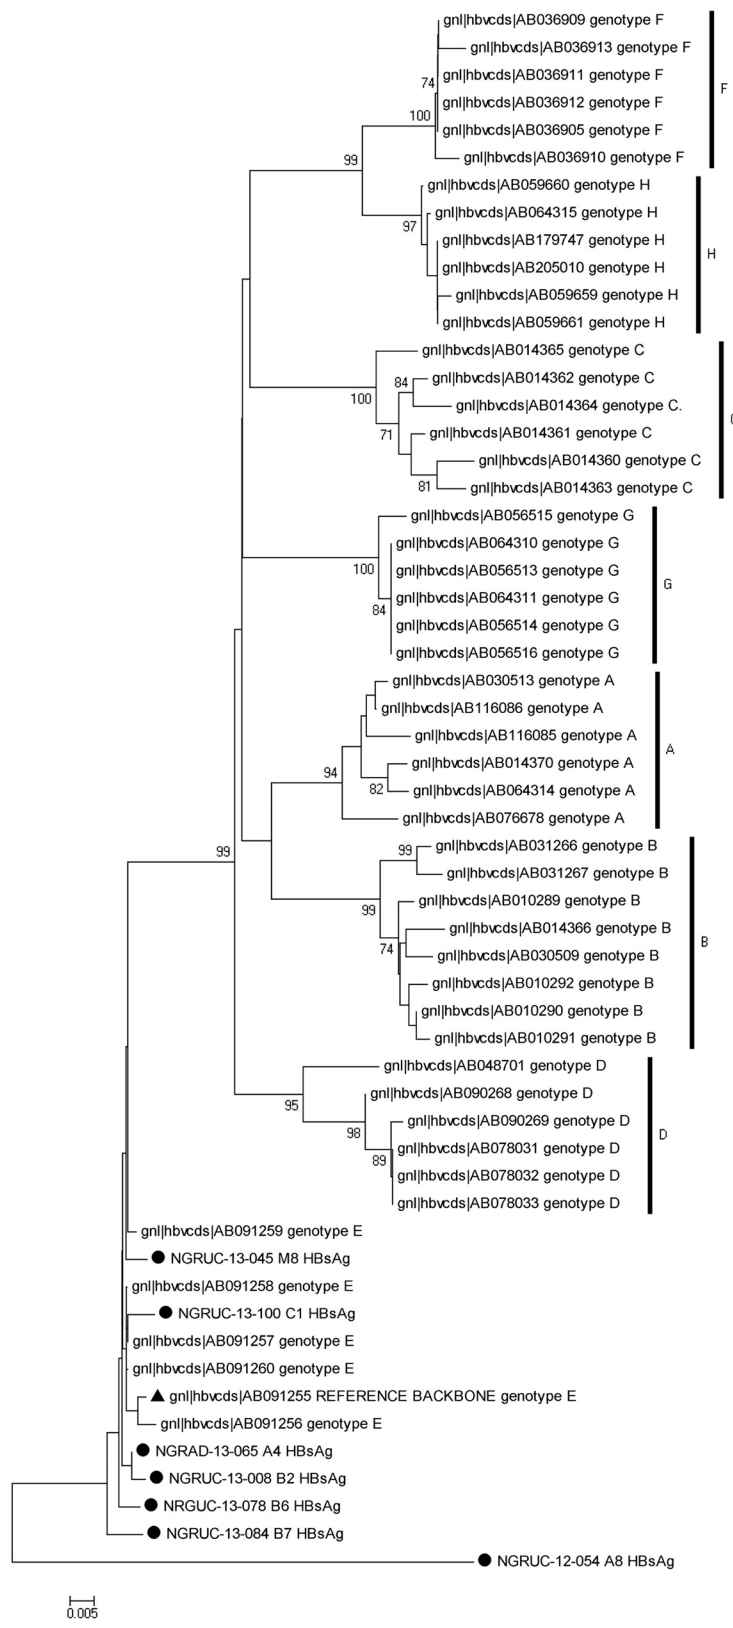 gnl|hbvcds|AB036909 genotype F
gnl|hbvcds|AB036913 genotype F
gnl|hbvcds|AB036911 genotype F
74
F
gnl|hbvcds|AB036912 genotype F
100
gnl|hbvcds|AB036905 genotype F
99
gnl|hbvcds|AB036910 genotype F
gnl|hbvcds|AB059660 genotype H
gnl|hbvcds|AB064315 genotype H
97
gnl|hbvcds|AB179747 genotype H
H
gnl|hbvcds|AB205010 genotype H
gnl|hbvcds|AB059659 genotype H
gnl|hbvcds|AB059661 genotype H
gnl|hbvcds|AB014365 genotype C
84
gnl|hbvcds|AB014362 genotype C
100
gnl|hbvcds|AB014364 genotype C.
71
gnl|hbvcds|AB014361 genotype C
gnl|hbvcds|AB014360 genotype C
81
gnl|hbvcds|AB014363 genotype C
gnl|hbvcds|AB056515 genotype G
gnl|hbvcds|AB064310 genotype G
100
gnl|hbvcds|AB056513 genotype G
G
gnl|hbvcds|AB064311 genotype G
84
gnl|hbvcds|AB056514 genotype G
gnl|hbvcds|AB056516 genotype G
gnl|hbvcds|AB030513 genotype A
gnl|hbvcds|AB116086 genotype A
gnl|hbvcds|AB116085 genotype A
A
94
gnl|hbvcds|AB014370 genotype A
82
gnl|hbvcds|AB064314 genotype A
gnl|hbvcds|AB076678 genotype A
99
99
gnl|hbvcds|AB031266 genotype B
gnl|hbvcds|AB031267 genotype B
99
gnl|hbvcds|AB010289 genotype B
gnl|hbvcds|AB014366 genotype B
74
B
gnl|hbvcds|AB030509 genotype B
gnl|hbvcds|AB010292 genotype B
gnl|hbvcds|AB010290 genotype B
gnl|hbvcds|AB010291 genotype B
gnl|hbvcds|AB048701 genotype D
95
gnl|hbvcds|AB090268 genotype D
98
gnl|hbvcds|AB090269 genotype D
D
89
gnl|hbvcds|AB078031 genotype D
gnl|hbvcds|AB078032 genotype D
gnl|hbvcds|AB078033 genotype D
gnl|hbvcds|AB091259 genotype E
NGRUC-13-045 M8 HBsAg
gnl|hbvcds|AB091258 genotype E
NGRUC-13-100 C1 HBsAg
gnl|hbvcds|AB091257 genotype E
gnl|hbvcds|AB091260 genotype E
gnl|hbvcds|AB091255 REFERENCE BACKBONE genotype E
gnl|hbvcds|AB091256 genotype E
NGRAD-13-065 A4 HBsAg
NGRUC-13-008 B2 HBsAg
NRGUC-13-078 B6 HBsAg
NGRUC-13-084 B7 HBsAg
NGRUC-12-054 A8 HBsAg
0.005